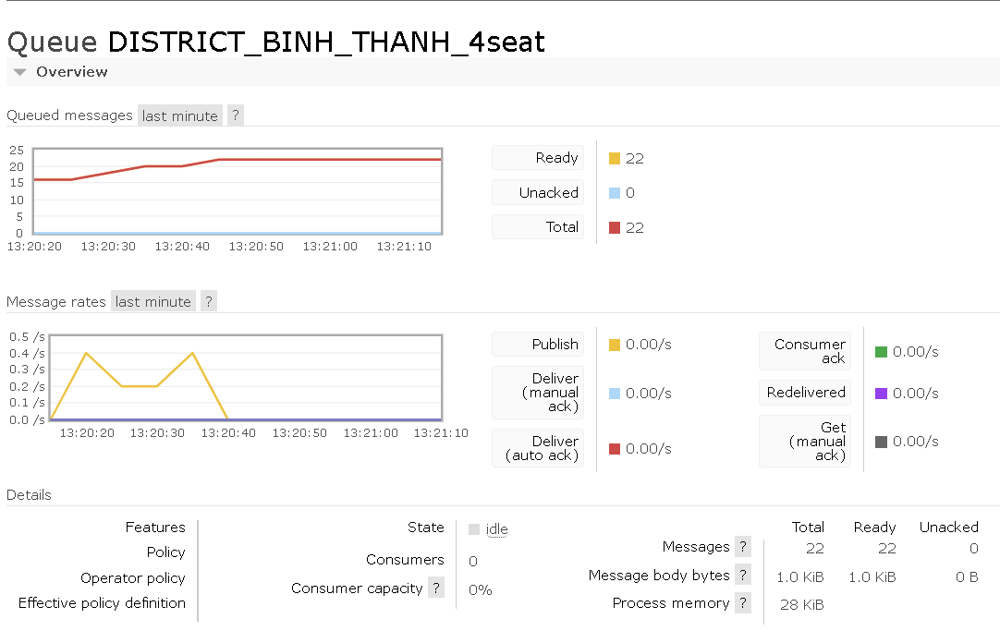 Queue DISTRICT_BINH_THANH_4seat
Overview
Queued messages last minute ?
25
20
15
10
5
0
13:20:20 13:20:30 13:20:40 13:20:50 13:21:00 13:21:10
Ready 22
Unacked 0
Total 22
Message rates last minute ?
0.5 /s
0.4 /s
0.3 /s
0.2 /s
0.1 /s
0.0 /s
13:20:20 13:20:30 13:20:40 13:20:50 13:21:00 13:21:10
Publish 0.00/s
Deliver
(manual 0.00/s
ack)
Deliver
(auto ack) 0.00/s
Consumer
ack 0.00/s
Redelivered 0.00/s
Get
(manual 0.00/s
ack)
Details
Features
Policy
Operator policy
Effective policy definition
State idle
Consumers 0
Consumer capacity ? 0%
Total Ready Unacked
Messages ? 22 22 0
Message body bytes ? 1.0 KiB 1.0 KiB 0 B
Process memory ? 28 KiB